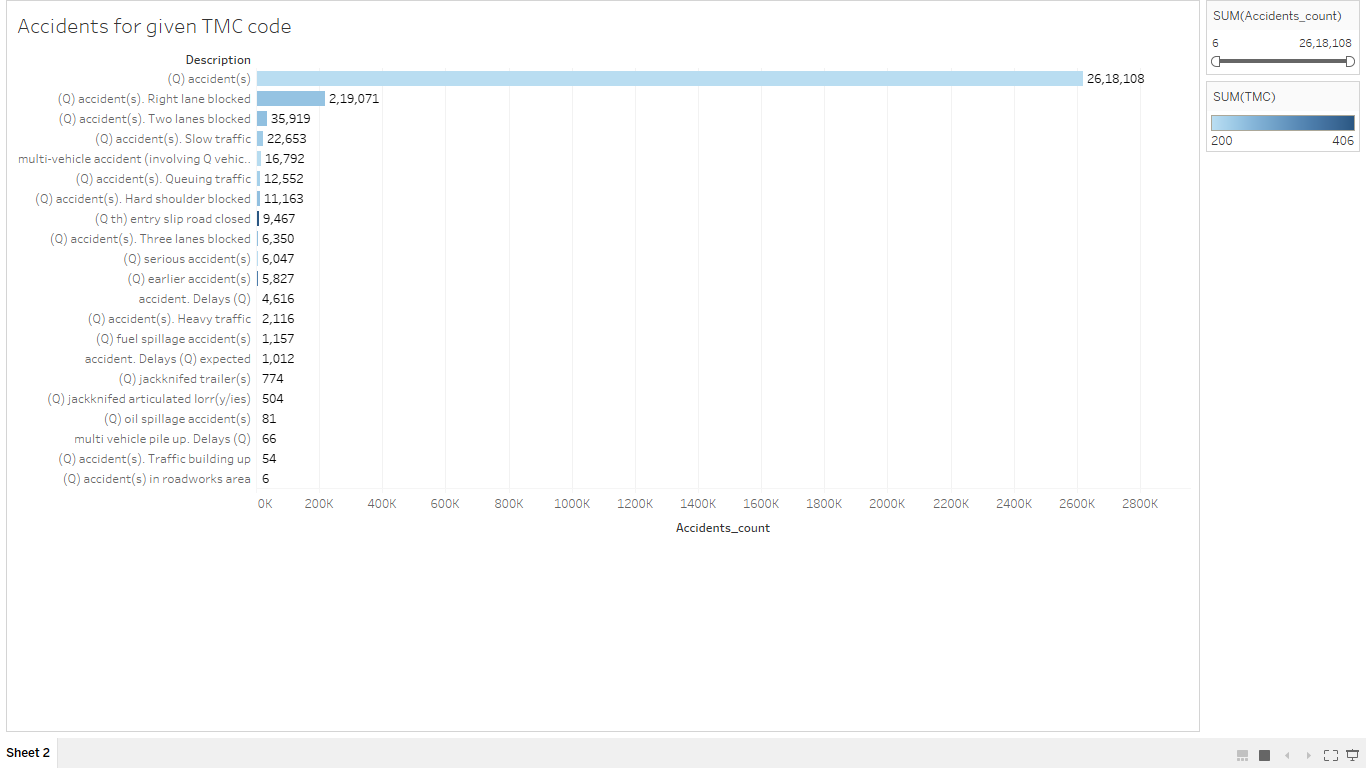 Accidents for given TMC code
Description
(Q) accident(s) 26,18,108
(Q) accident(s). Right lane blocked 2,19,071
(Q) accident(s). Two lanes blocked 35,919
(Q) accident(s). Slow traffic 22,653
multi-vehicle accident (involving Q vehic.. 16,792
(Q) accident(s). Queuing traffic 12,552
(Q) accident(s). Hard shoulder blocked 11,163
(Q th) entry slip road closed 9,467
(Q) accident(s). Three lanes blocked 6,350
(Q) serious accident(s) 6,047
(Q) earlier accident(s) 5,827
accident. Delays (Q) 4,616
(Q) accident(s). Heavy traffic 2,116
(Q) fuel spillage accident(s) 1,157
accident. Delays (Q) expected 1,012
(Q) jackknifed trailer(s) 774
(Q) jackknifed articulated lorr(y/ies) 504
(Q) oil spillage accident(s) 81
multi vehicle pile up. Delays (Q) 66
(Q) accident(s). Traffic building up 54
(Q) accident(s) in roadworks area 6
0K 200K 400K 600K 800K 1000K 1200K 1400K 1600K 1800K 2000K 2200K 2400K 2600K 2800K
Accidents_count
SUM(Accidents_count)
6 26,18,108
SUM(TMC)
200 406
Sheet 2